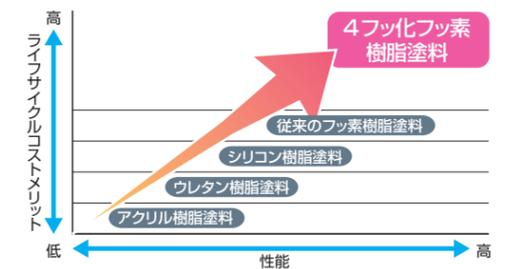 高
ライフサイクルコストメリット
4フッ化フッ素
樹脂塗料
従来のフッ素樹脂塗料
シリコン樹脂塗料
ウレタン樹脂塗料
アクリル樹脂塗料
低
性能
高